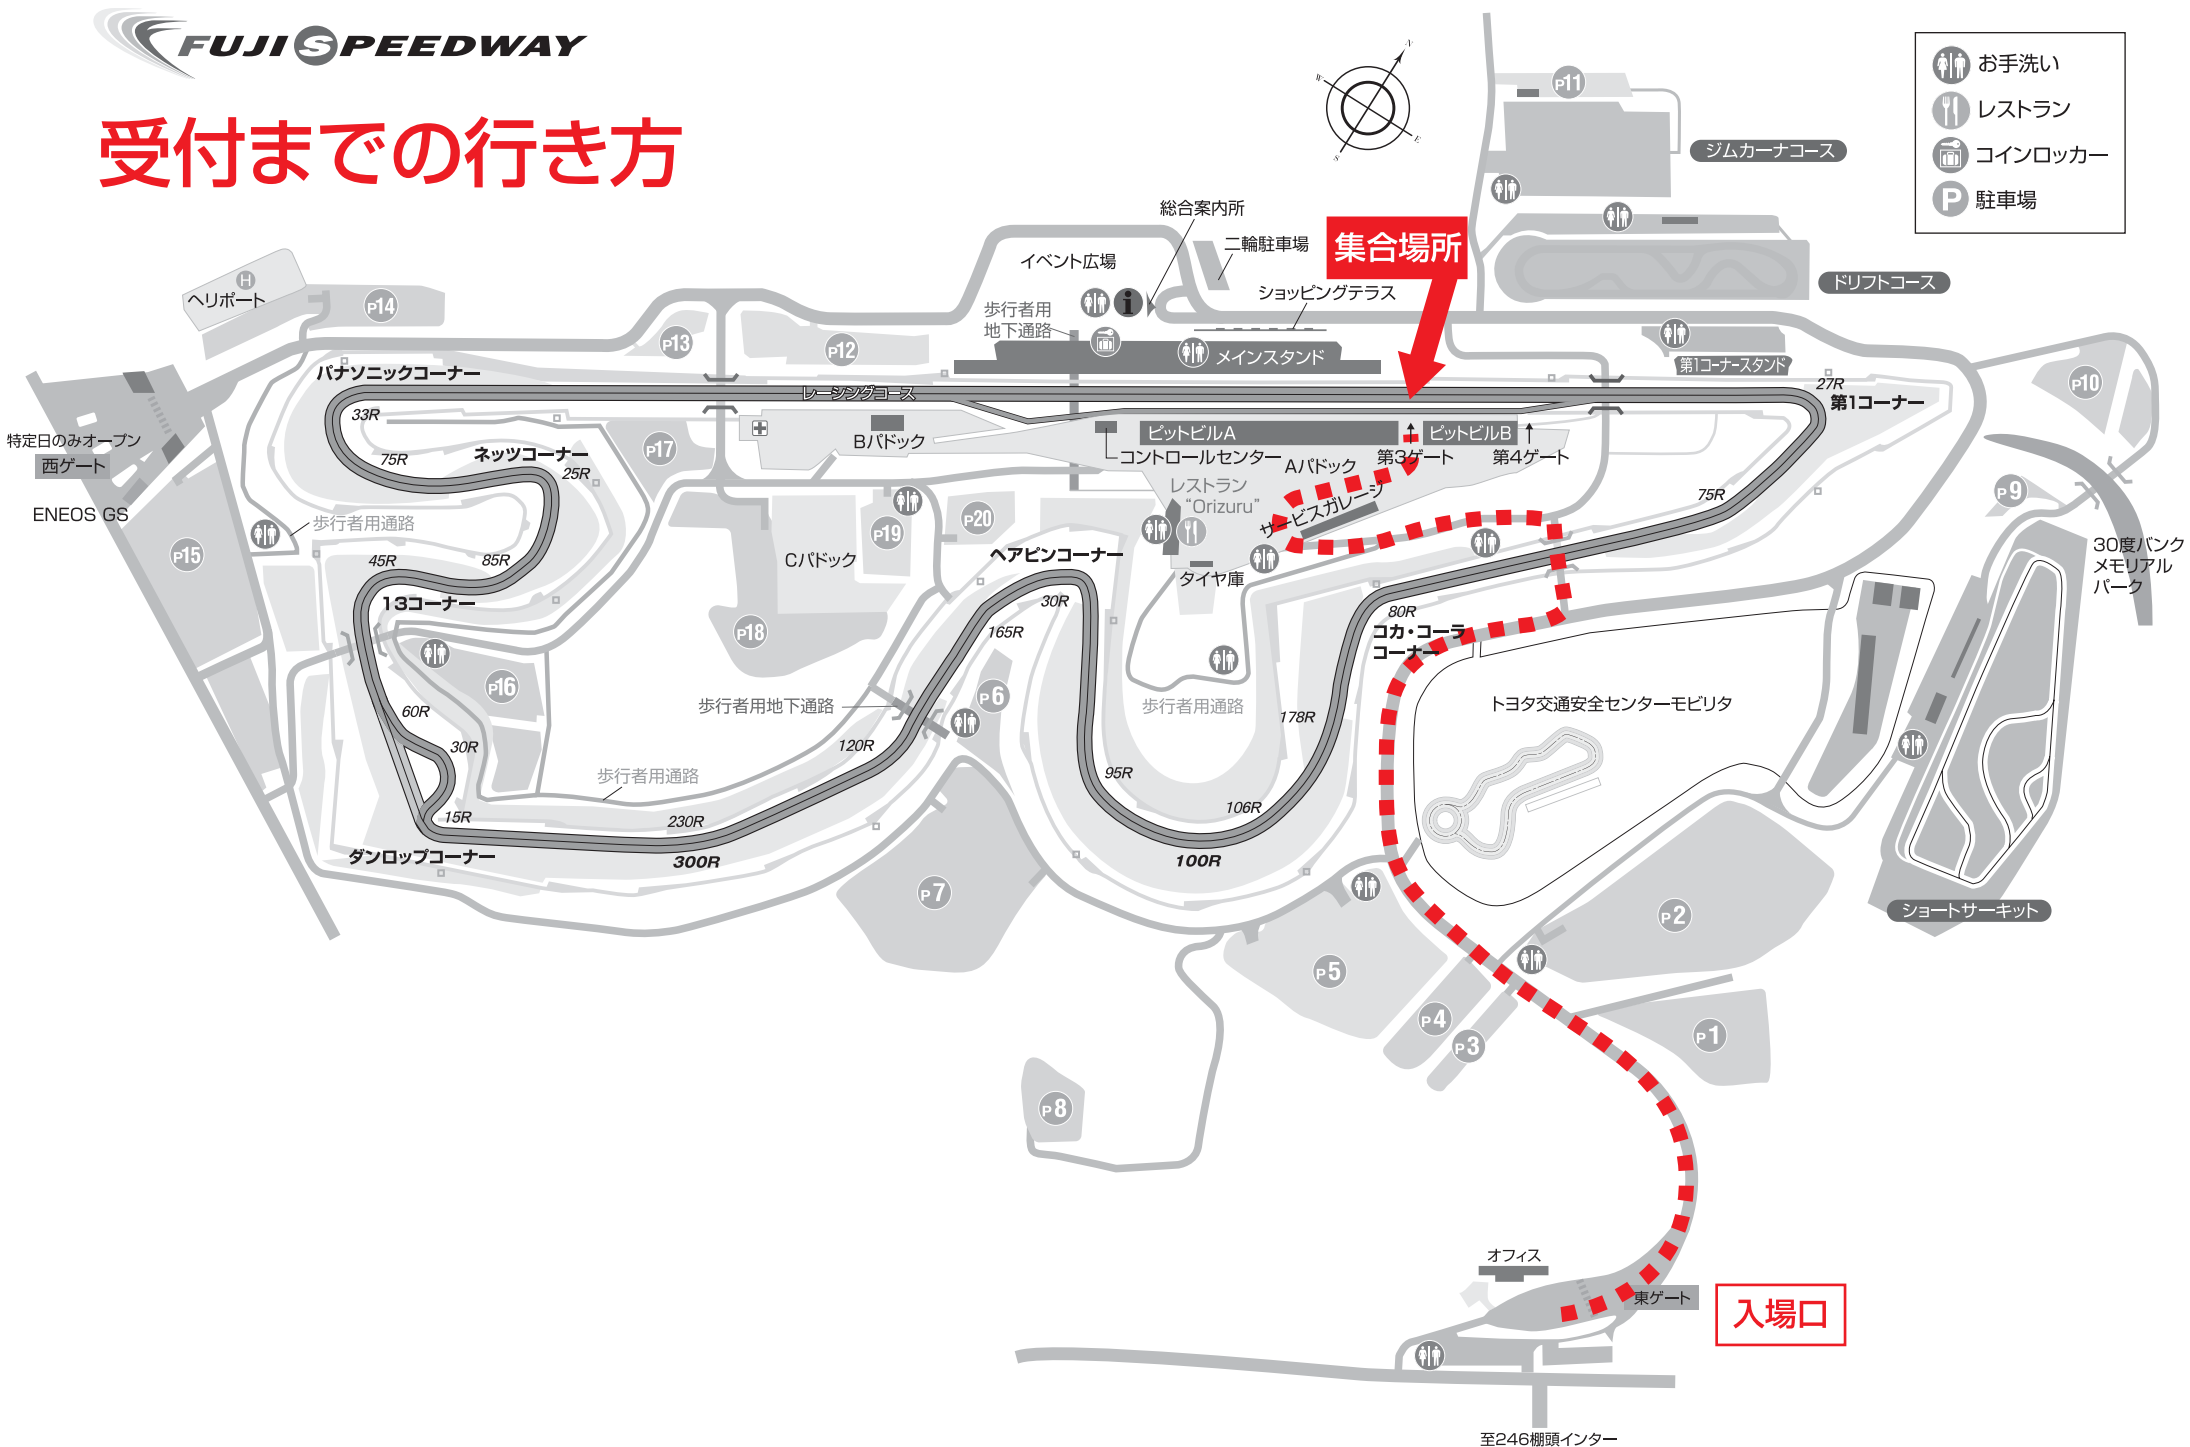 FUJI SPEEDWAY
受付までの行き方
お手洗い
レストラン
コインロッカー
P 駐車場
N
W
E
S
P11
ジムカーナコース
総合案内所
二輪駐車場
集合場所
イベント広場
ショッピングテラス
ドリフトコース
H
ヘリポート
P14
歩行者用
地下通路
P13
P12
メインスタンド
第1コーナースタンド
P10
パナソニックコーナー
レーシングコース
27R
第1コーナー
33R
特定日のみオープン
西ゲート
ENEOS GS
75R
ネッツコーナー
25R
P17
Bパドック
ピットビルA
ピットビルB
コントロールセンター
Aパドック
第3ゲート
第4ゲート
レストラン
“Orizuru”
サービスガレージ
75R
P9
歩行者用通路
P15
45R
85R
P19
P20
Cパドック
ヘアピンコーナー
タイヤ庫
30度バンク
メモリアル
パーク
13コーナー
30R
80R
コカ・コーラ
コーナー
P18
165R
P16
P6
歩行者用地下通路
歩行者用通路
178R
トヨタ交通安全センターモビリタ
60R
30R
120R
歩行者用通路
95R
106R
15R
230R
ダンロップコーナー
300R
100R
P7
P2
ショートサーキット
P5
P4
P3
P1
P8
オフィス
東ゲート
入場口
至246棚頭インター